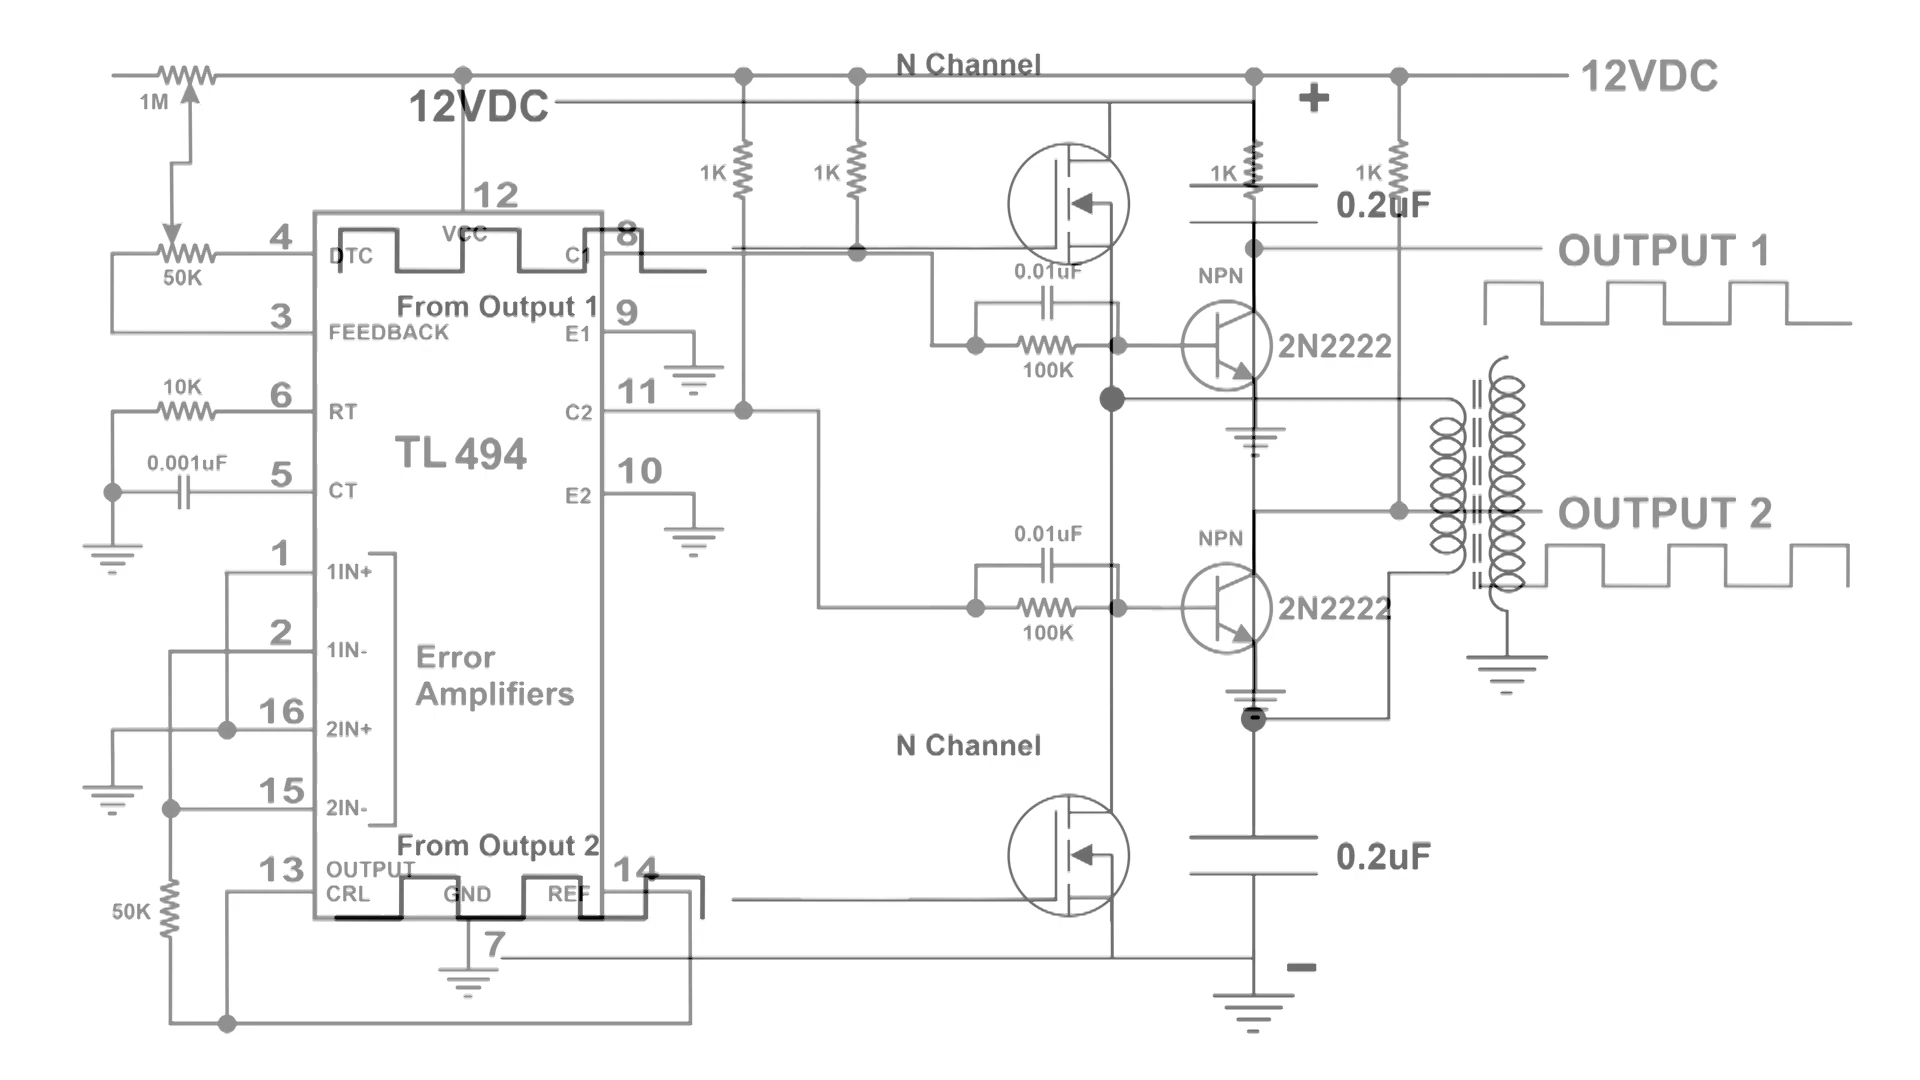 N Channel
12VDC
1M
12VDC
+
1K
1K
1K
1K
12
0.2uF
4
VCC
8
DTC
C1
OUTPUT 1
50K
0.01uF
NPN
From Output 1
3
9
FEEDBACK
E1
2N2222
100K
10K
6
11
RT
C2
TL 494
0.001uF
5
10
CT
E2
OUTPUT 2
0.01uF
NPN
1
1IN+
2N2222
2
100K
1IN-
Error
Amplifiers
16
2IN+
N Channel
15
2IN-
From Output 2
0.2uF
13
OUTPUT
CRL
GND
REF
14
50K
7
-